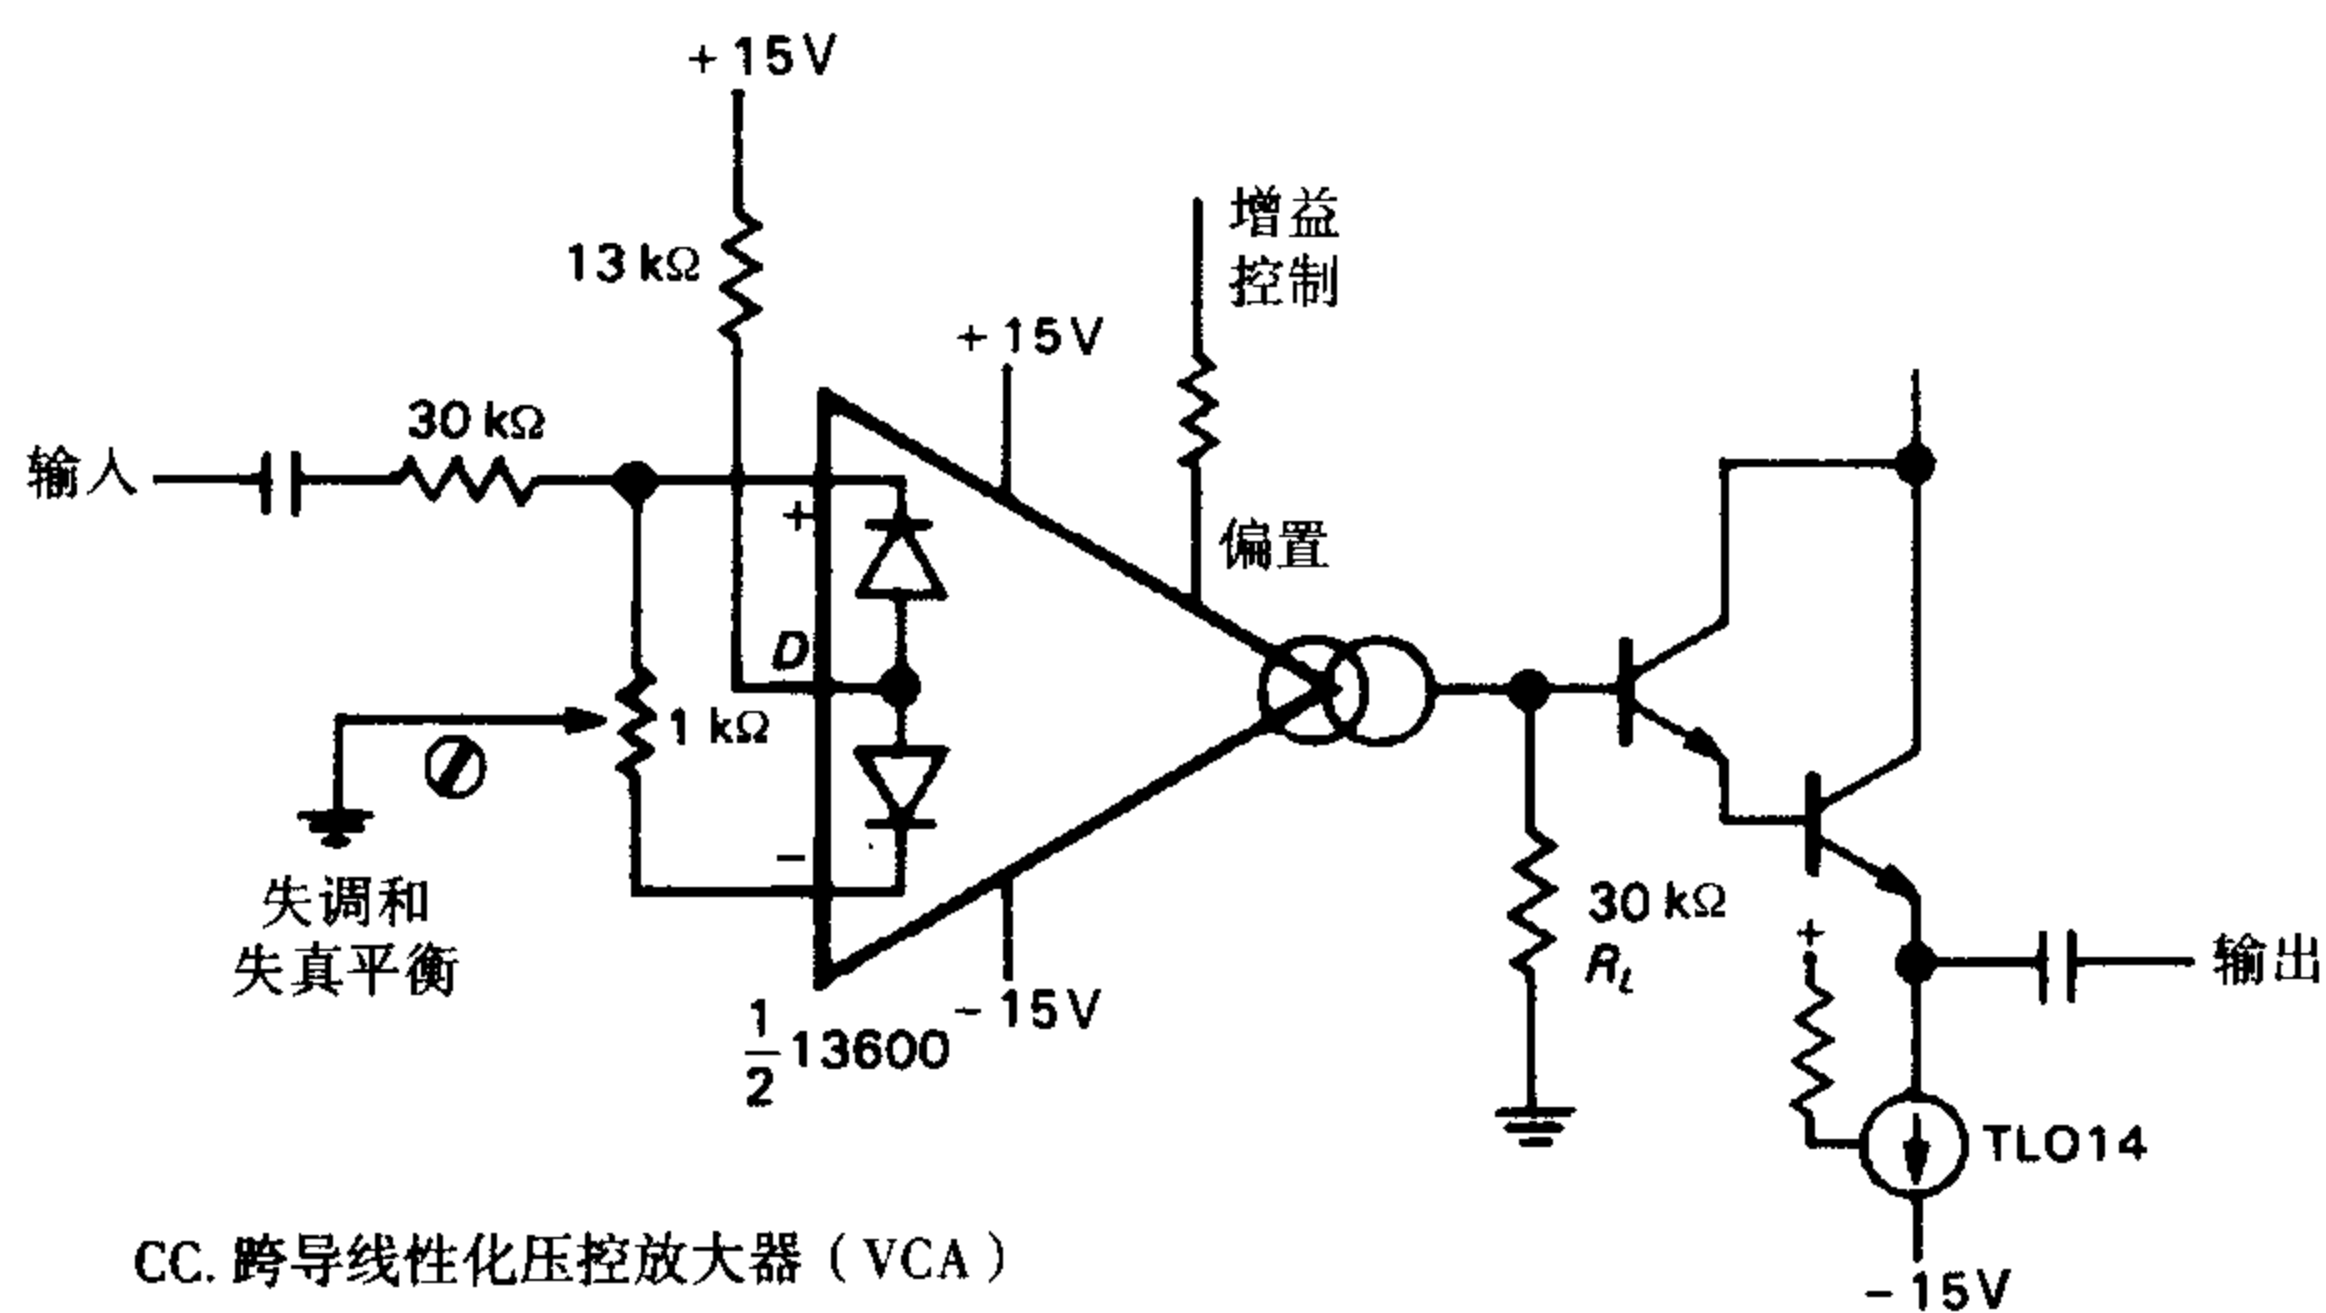 +15V
13 kΩ
增益
控制
+15V
30 kΩ
输入
+
偏置
D
1 kΩ
−
失调和
失真平衡
30 kΩ
R_L
+
输出
−15V
1/2 13600
TL014
CC. 跨导线性化压控放大器（VCA）
−15V